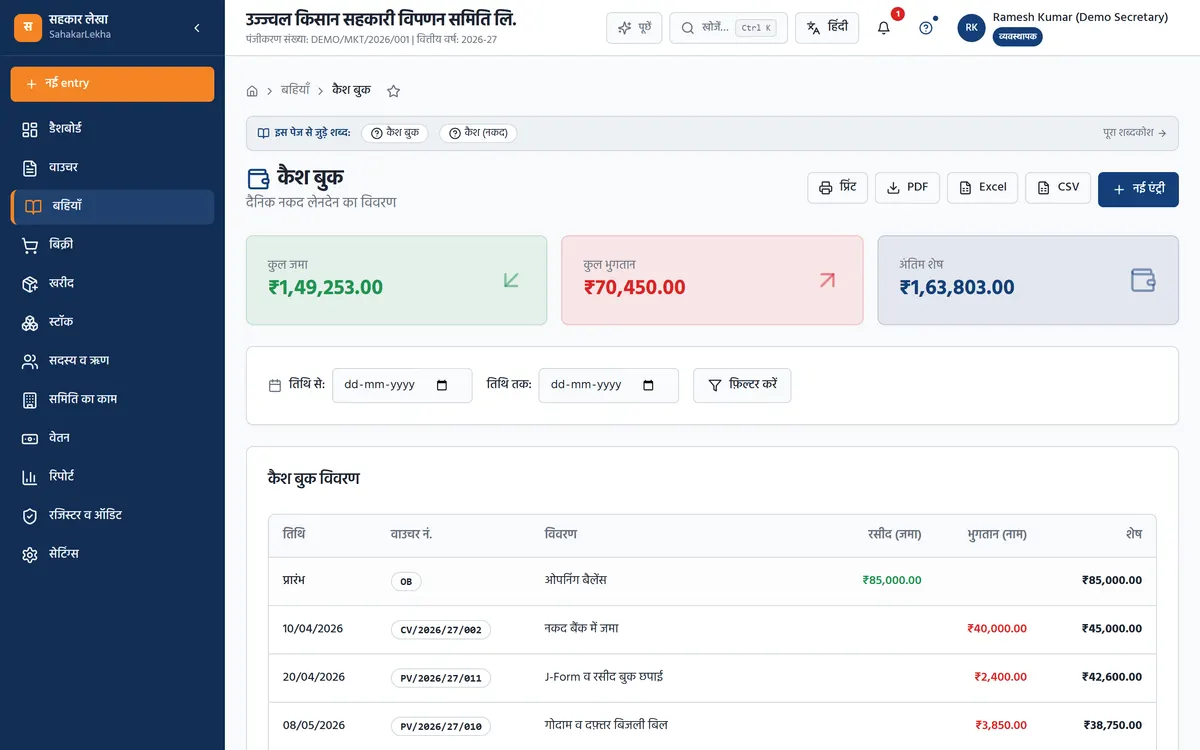 स
सहकार लेखा
SahakarLekha
नई entry
डैशबोर्ड
वाउचर
बहियाँ
बिक्री
खरीद
स्टॉक
सदस्य व ऋण
समिति का काम
वेतन
रिपोर्ट
रजिस्टर व ऑडिट
सेटिंग्स
उज्ज्वल किसान सहकारी विपणन समिति लि.
पंजीकरण संख्या: DEMO/MKT/2026/001 | वित्तीय वर्ष: 2026-27
पूछें
खोजें... Ctrl K
हिंदी
1
RK
Ramesh Kumar (Demo Secretary)
व्यवस्थापक
बहियाँ > कैश बुक
इस पेज से जुड़े शब्द: कैश बुक कैश (नकद) पूरा शब्दकोश →
कैश बुक
दैनिक नकद लेनदेन का विवरण
प्रिंट PDF Excel CSV + नई एंट्री
कुल जमा
₹1,49,253.00
कुल भुगतान
₹70,450.00
अंतिम शेष
₹1,63,803.00
तिथि से: dd-mm-yyyy तिथि तक: dd-mm-yyyy फ़िल्टर करें
कैश बुक विवरण
तिथि वाउचर नं. विवरण रसीद (जमा) भुगतान (नाम) शेष
प्रारंभ OB ओपनिंग बैलेंस ₹85,000.00 ₹85,000.00
10/04/2026 CV/2026/27/002 नकद बैंक में जमा ₹40,000.00 ₹45,000.00
20/04/2026 PV/2026/27/011 J-Form व रसीद बुक छपाई ₹2,400.00 ₹42,600.00
08/05/2026 PV/2026/27/010 गोदाम व दफ़्तर बिजली बिल ₹3,850.00 ₹38,750.00